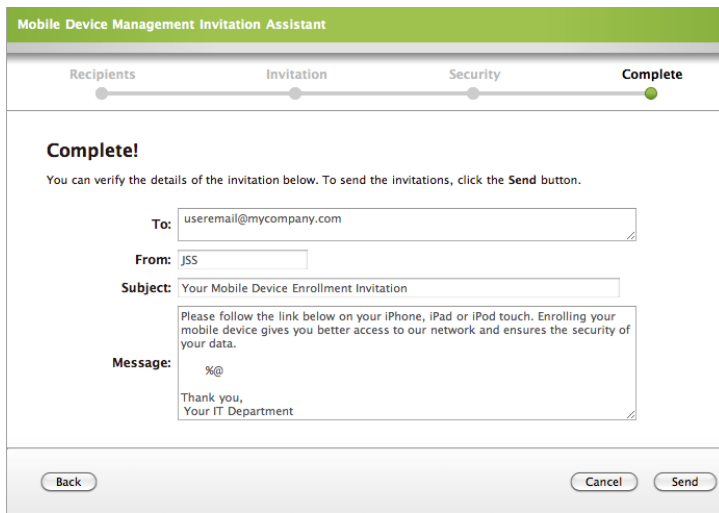 Mobile Device Management Invitation Assistant
Recipients Invitation Security Complete
Complete!
You can verify the details of the invitation below. To send the invitations, click the Send button.
To: useremail@mycompany.com
From: JSS
Subject: Your Mobile Device Enrollment Invitation
Message: Please follow the link below on your iPhone, iPad or iPod touch. Enrolling your
mobile device gives you better access to our network and ensures the security of
your data.
%@
Thank you,
Your IT Department
Back Cancel Send